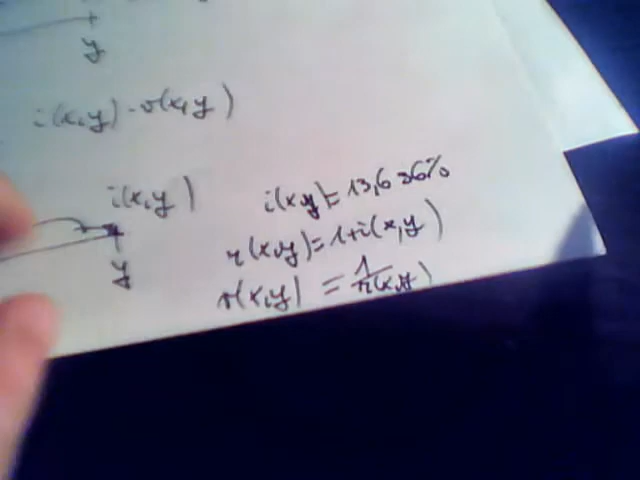 y
i(x,y) - v(x,y)
i(x,y)
y
i(x,y) = 13,636%
r(x,y) = 1+i(x,y)
v(x,y) = 1/r(x,y)